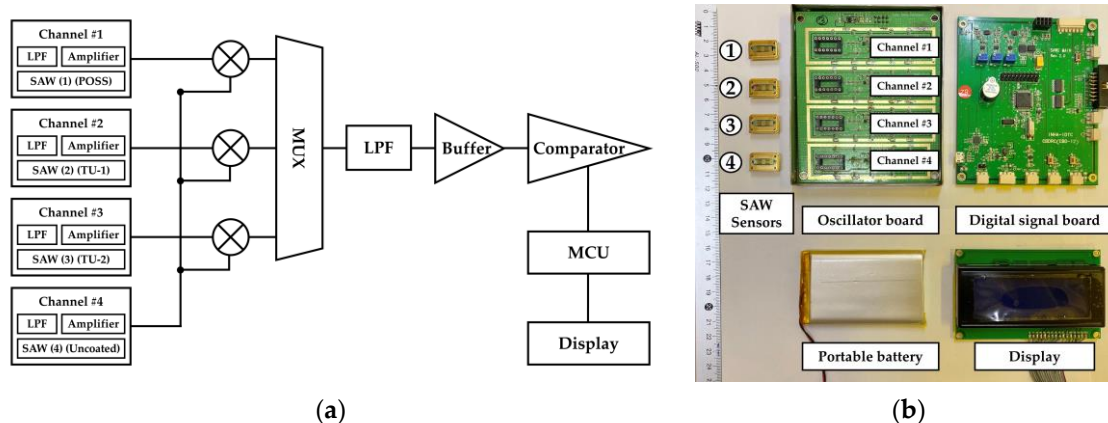 Channel #1
LPF Amplifier
SAW (1) (POSS)
Channel #2
LPF Amplifier
SAW (2) (TU-1)
Channel #3
LPF Amplifier
SAW (3) (TU-2)
Channel #4
LPF Amplifier
SAW (4) (Uncoated)
MUX
LPF
Buffer
Comparator
MCU
Display
(a)
1
2
3
4
Channel #1
Channel #2
Channel #3
Channel #4
SAW
Sensors
Oscillator board
Digital signal board
Portable battery
Display
(b)